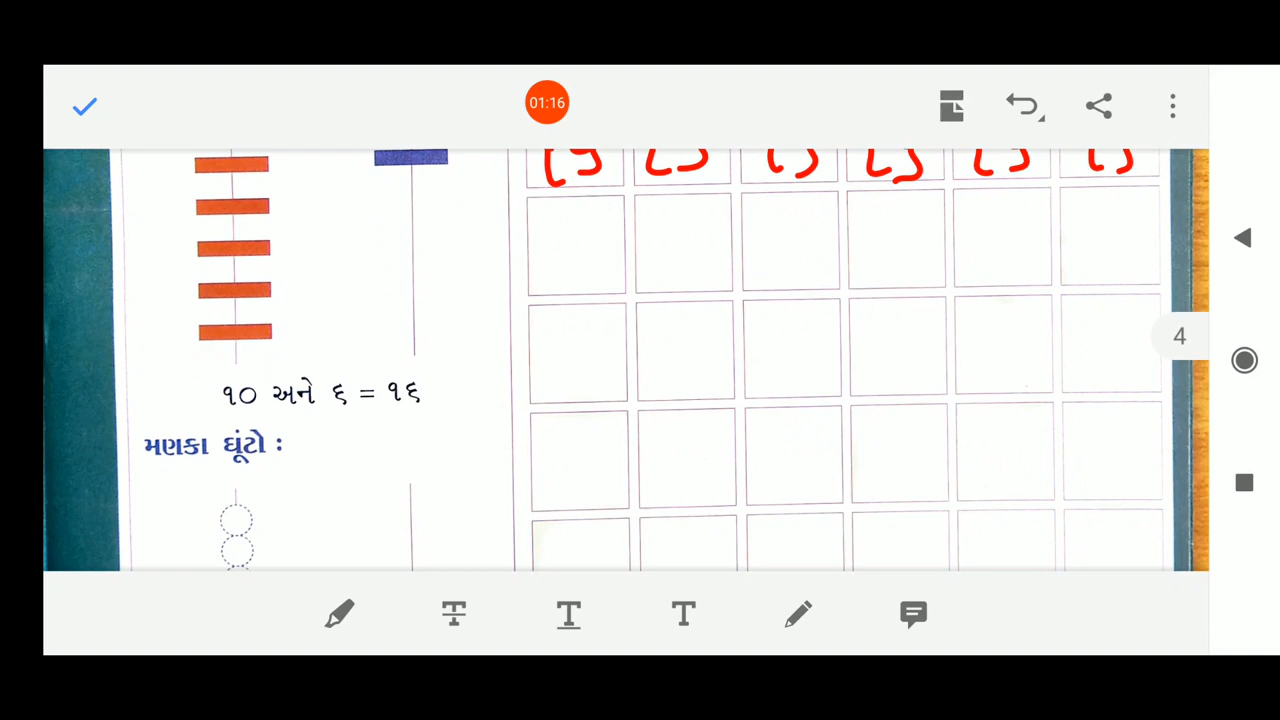 01:16
4
૧૦ અને ૬ = ૧૬
મણકા ઘૂંટો :